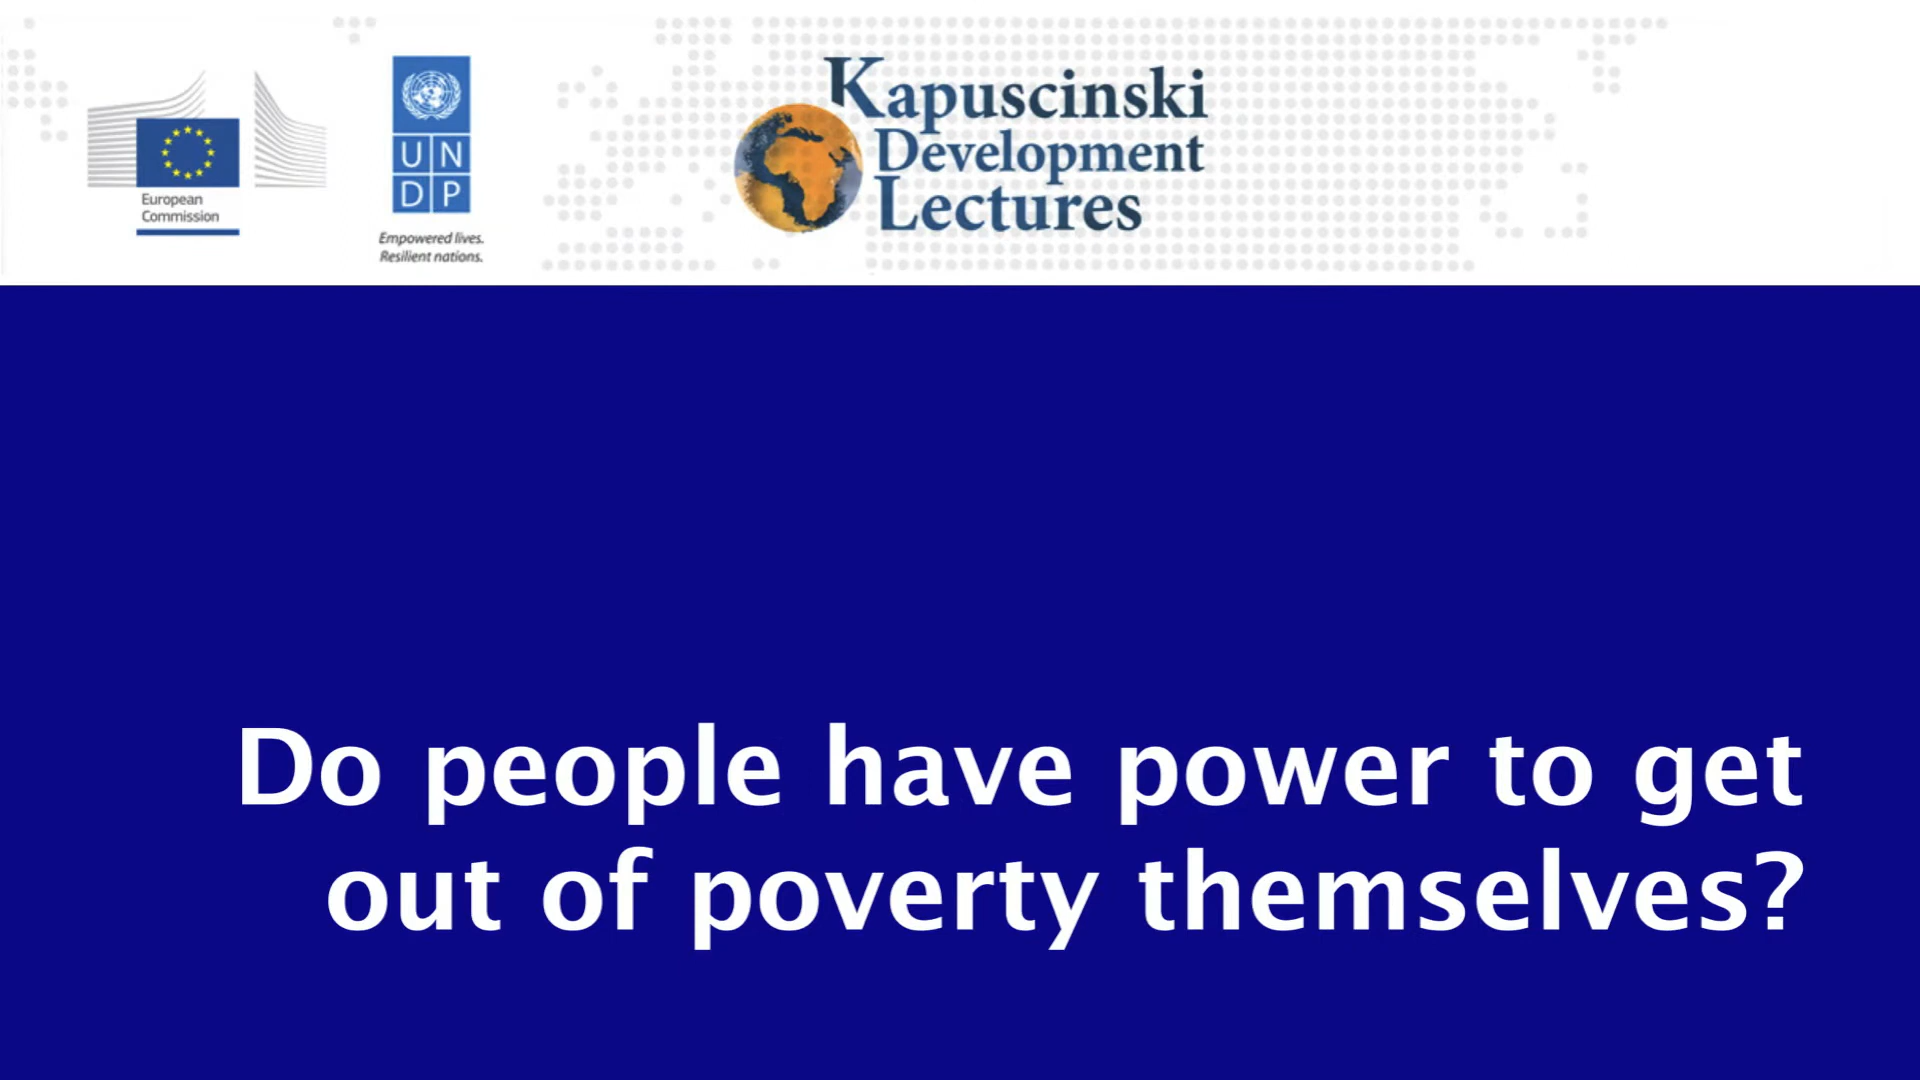 European
Commission
U N
D P
Empowered lives.
Resilient nations.
Kapuscinski
Development
Lectures
Do people have power to get
out of poverty themselves?